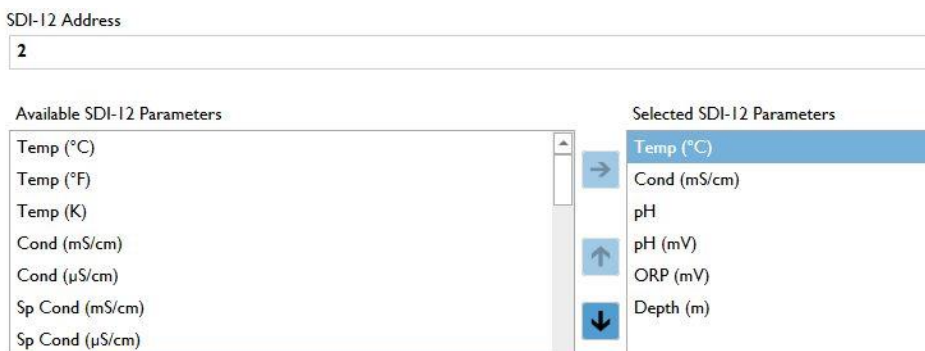 SDI-12 Address
2
Available SDI-12 Parameters
Temp (°C)
Temp (°F)
Temp (K)
Cond (mS/cm)
Cond (µS/cm)
Sp Cond (mS/cm)
Sp Cond (µS/cm)
Selected SDI-12 Parameters
Temp (°C)
Cond (mS/cm)
pH
pH (mV)
ORP (mV)
Depth (m)